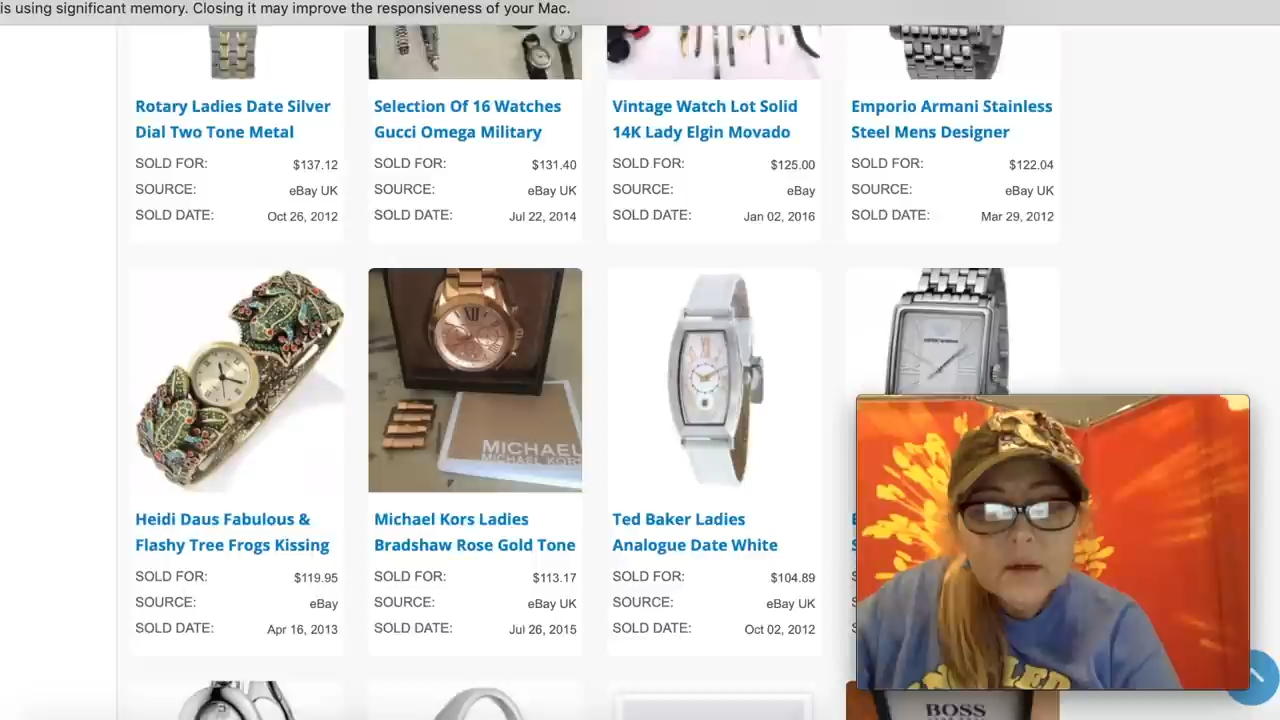 is using significant memory. Closing it may improve the responsiveness of your Mac.
Rotary Ladies Date Silver
Dial Two Tone Metal
SOLD FOR: $137.12
SOURCE: eBay UK
SOLD DATE: Oct 26, 2012
Selection Of 16 Watches
Gucci Omega Military
SOLD FOR: $131.40
SOURCE: eBay UK
SOLD DATE: Jul 22, 2014
Vintage Watch Lot Solid
14K Lady Elgin Movado
SOLD FOR: $125.00
SOURCE: eBay
SOLD DATE: Jan 02, 2016
Emporio Armani Stainless
Steel Mens Designer
SOLD FOR: $122.04
SOURCE: eBay UK
SOLD DATE: Mar 29, 2012
MICHAEL
MICHAEL KORS
Heidi Daus Fabulous &
Flashy Tree Frogs Kissing
SOLD FOR: $119.95
SOURCE: eBay
SOLD DATE: Apr 16, 2013
Michael Kors Ladies
Bradshaw Rose Gold Tone
SOLD FOR: $113.17
SOURCE: eBay UK
SOLD DATE: Jul 26, 2015
Ted Baker Ladies
Analogue Date White
SOLD FOR: $104.89
SOURCE: eBay UK
SOLD DATE: Oct 02, 2012
BOSS